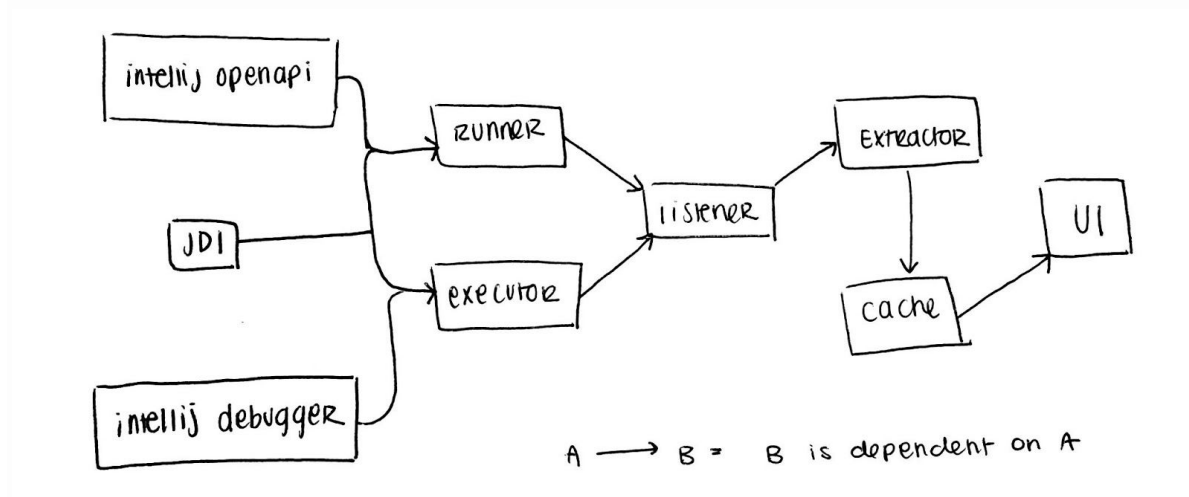 intellij openapi
RUNNER
EXTRACTOR
listener
UI
JDI
executor
cache
intellij debugger
A → B = B is dependent on A